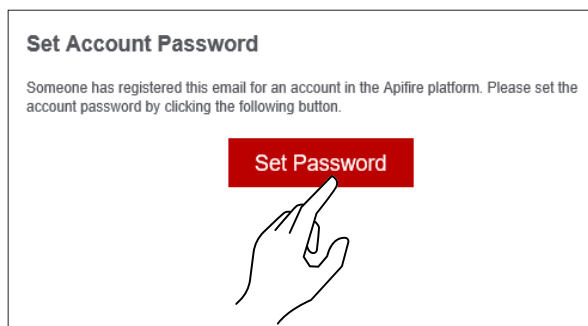 Set Account Password
Someone has registered this email for an account in the Apifire platform. Please set the
account password by clicking the following button.
Set Password